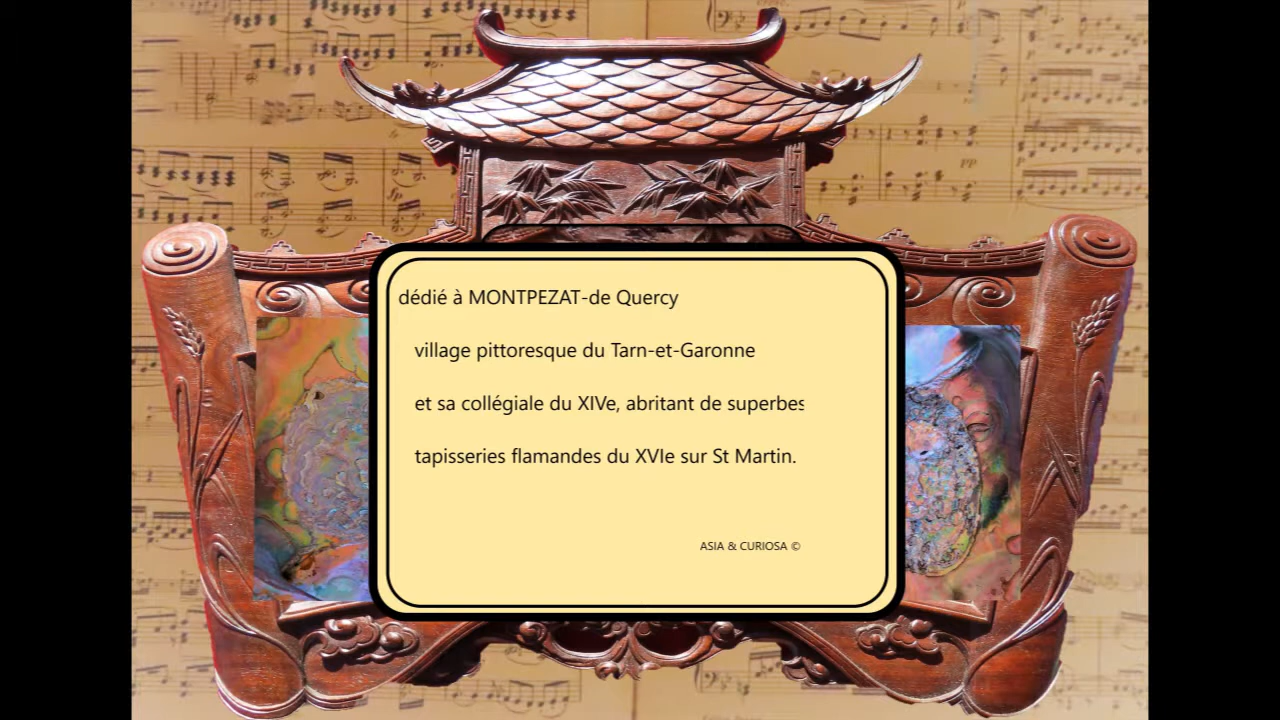 dédié à MONTPEZAT-de Quercy
village pittoresque du Tarn-et-Garonne
et sa collégiale du XIVe, abritant de superbes
tapisseries flamandes du XVIe sur St Martin.
ASIA & CURIOSA ©